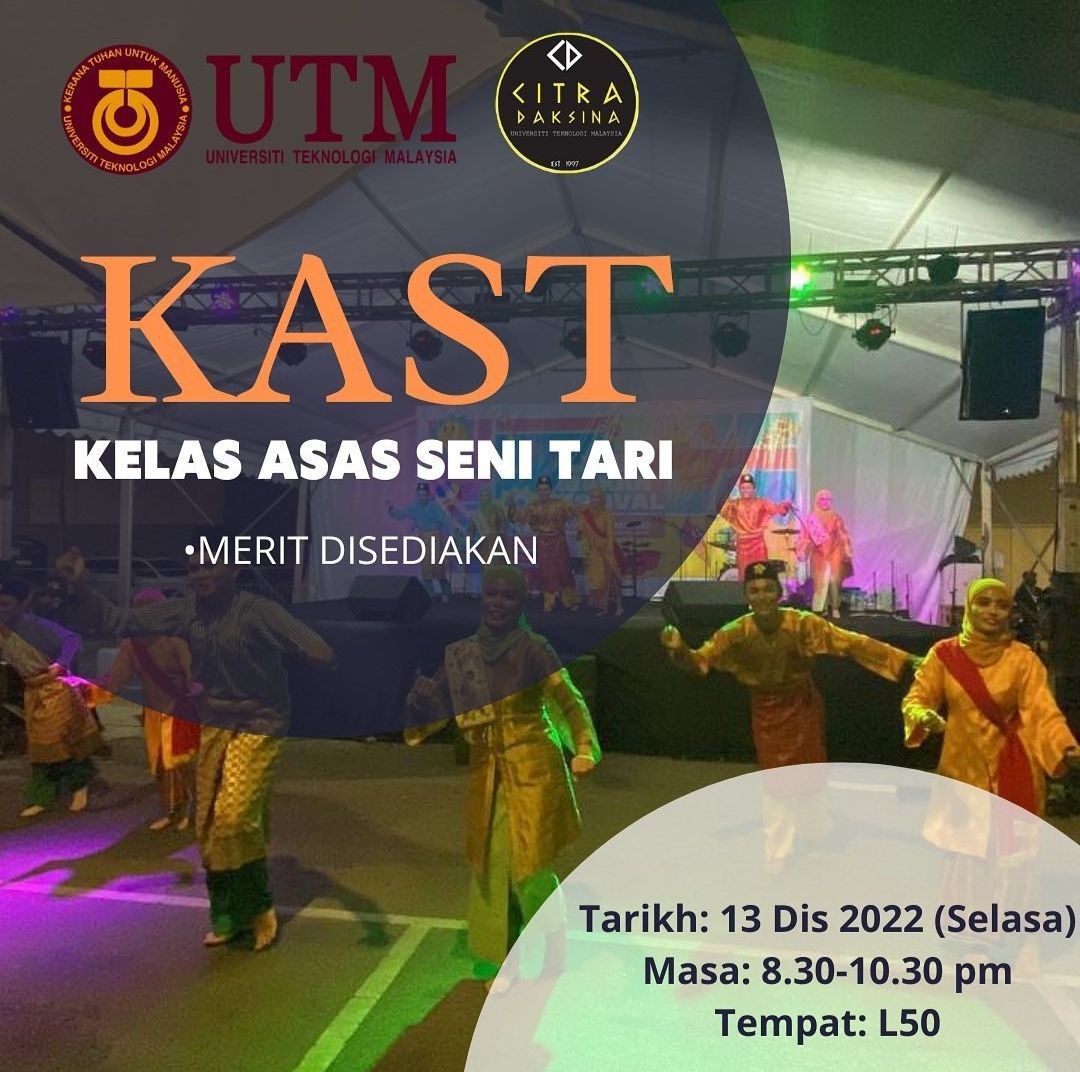 KERANA TUHAN UNTUK MANUSIA
UNIVERSITI TEKNOLOGI MALAYSIA
UTM
UNIVERSITI TEKNOLOGI MALAYSIA
CD
CITRA
DAKSINA
UNIVERSITI TEKNOLOGI MALAYSIA
EST 1997
KAST
KELAS ASAS SENI TARI
•MERIT DISEDIAKAN
Tarikh: 13 Dis 2022 (Selasa)
Masa: 8.30-10.30 pm
Tempat: L50